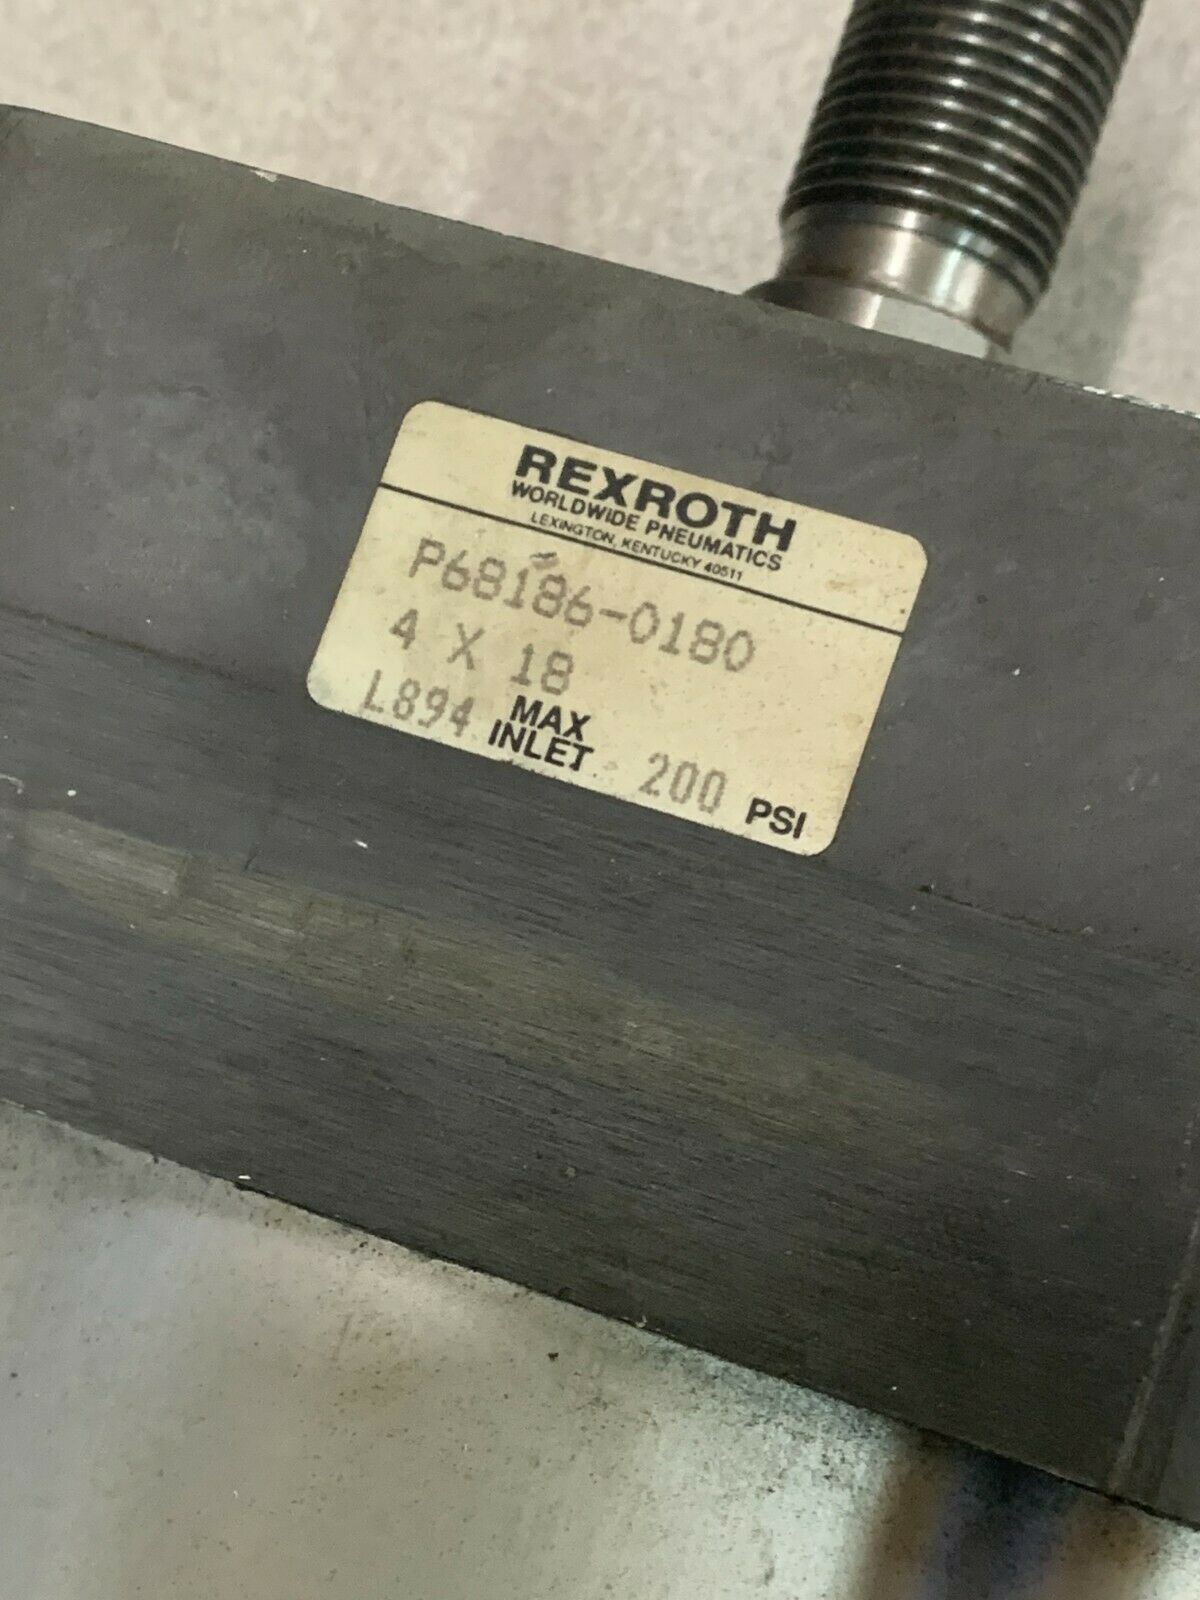 REXROTH
WORLDWIDE PNEUMATICS
LEXINGTON, KENTUCKY 40511
P68186-0180
4 X 18
L894 MAX INLET 200 PSI